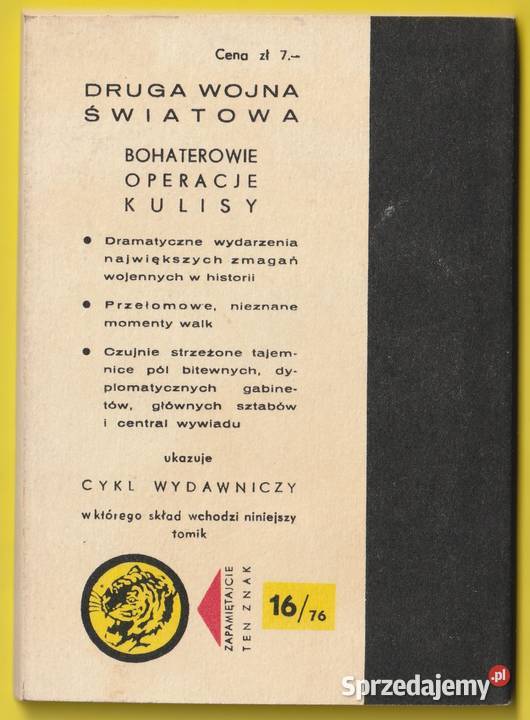 Cena zł 7.–
DRUGA WOJNA
ŚWIATOWA
BOHATEROWIE
OPERACJE
KULISY
● Dramatyczne wydarzenia
największych zmagań
wojennych w historii
● Przełomowe, nieznane
momenty walk
● Czujnie strzeżone tajem-
nice pól bitewnych, dy-
plomatycznych gabine-
tów, głównych sztabów
i central wywiadu
ukazuje
CYKL WYDAWNICZY
w którego skład wchodzi niniejszy
tomik
ZAPAMIĘTAJCIE
TEN ZNAK
16/76
Sprzedajemy.pl